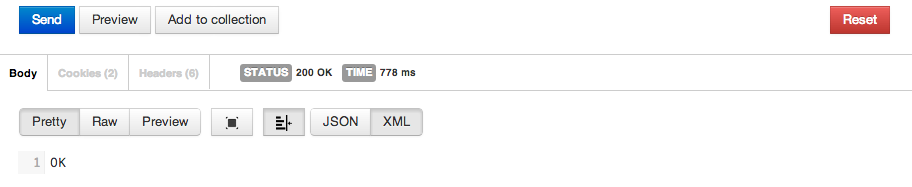 Send Preview Add to collection Reset
Body Cookies (2) Headers (6) STATUS 200 OK TIME 778 ms
Pretty Raw Preview JSON XML
1 OK